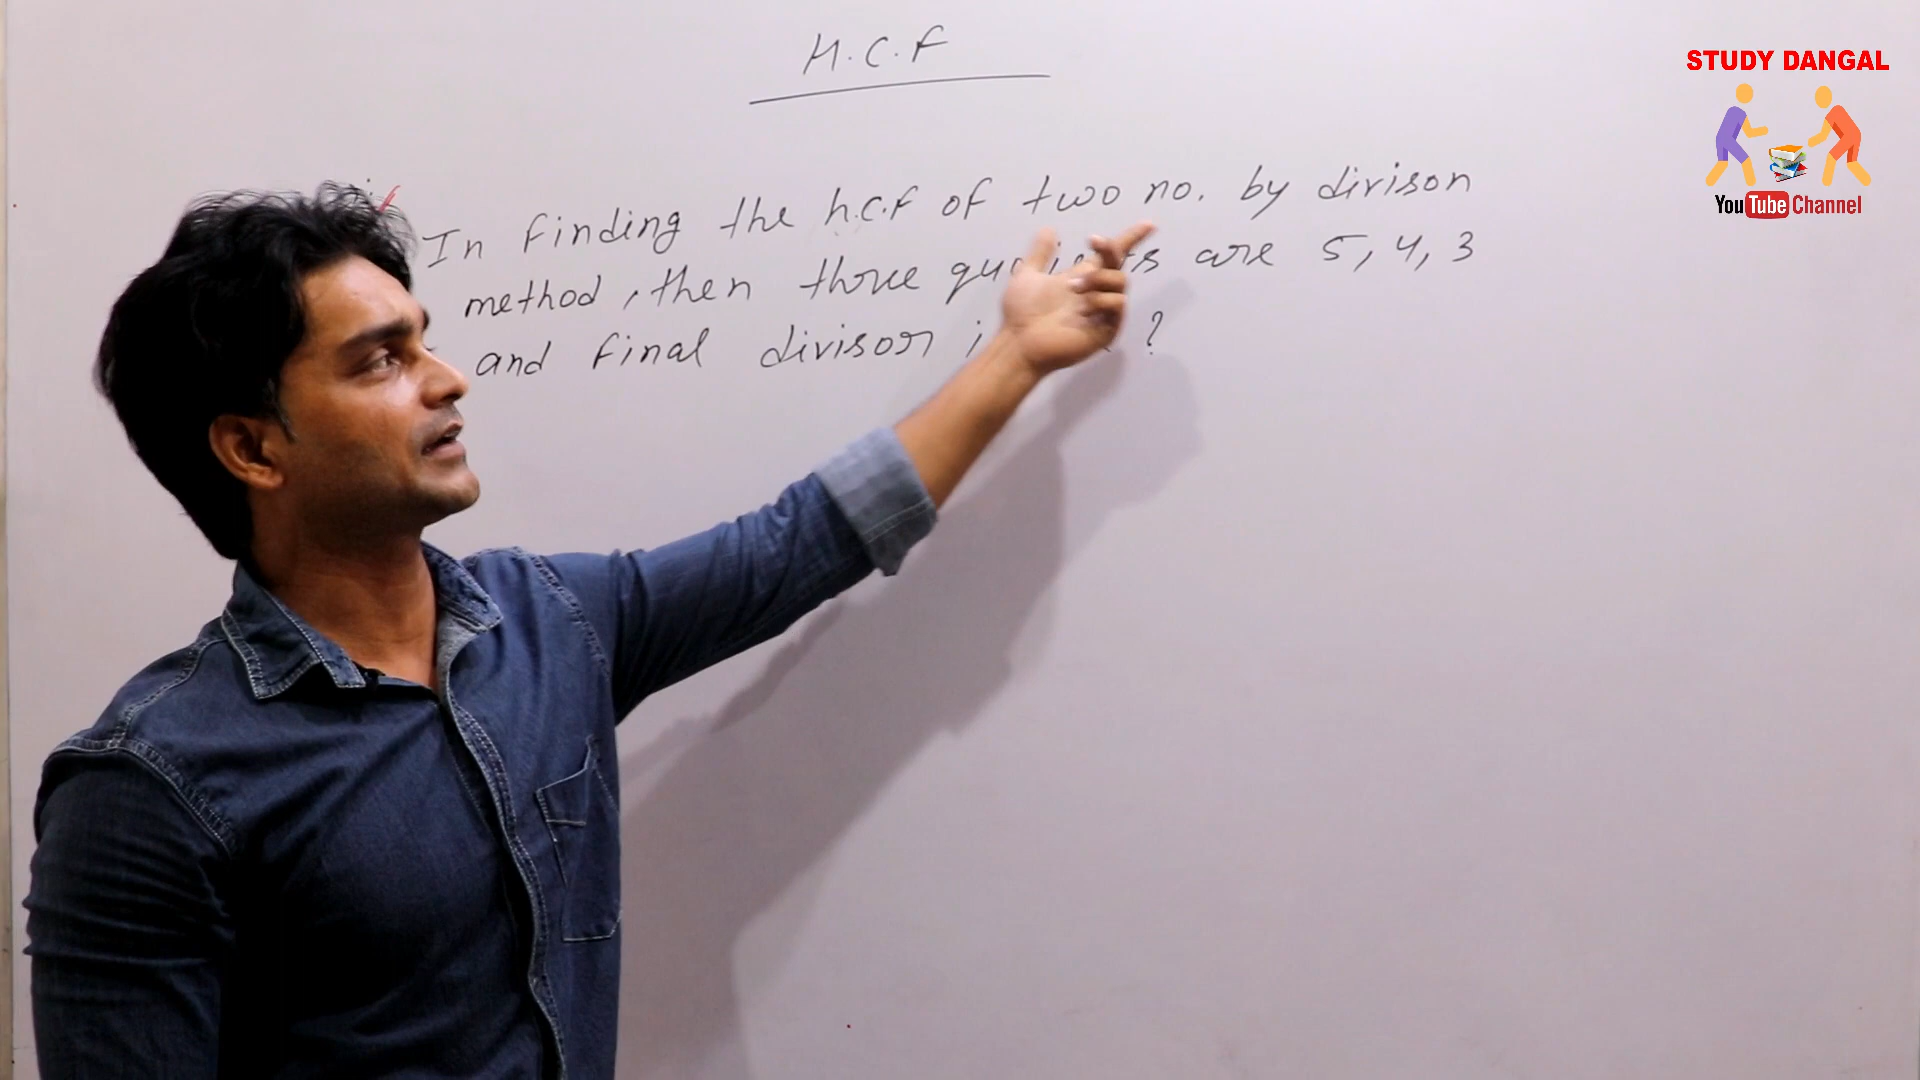 H.C.F
STUDY DANGAL
In finding the h.c.f of two no. by divison
YouTube Channel
method, then three are 5, 4, 3
and final divisor ?